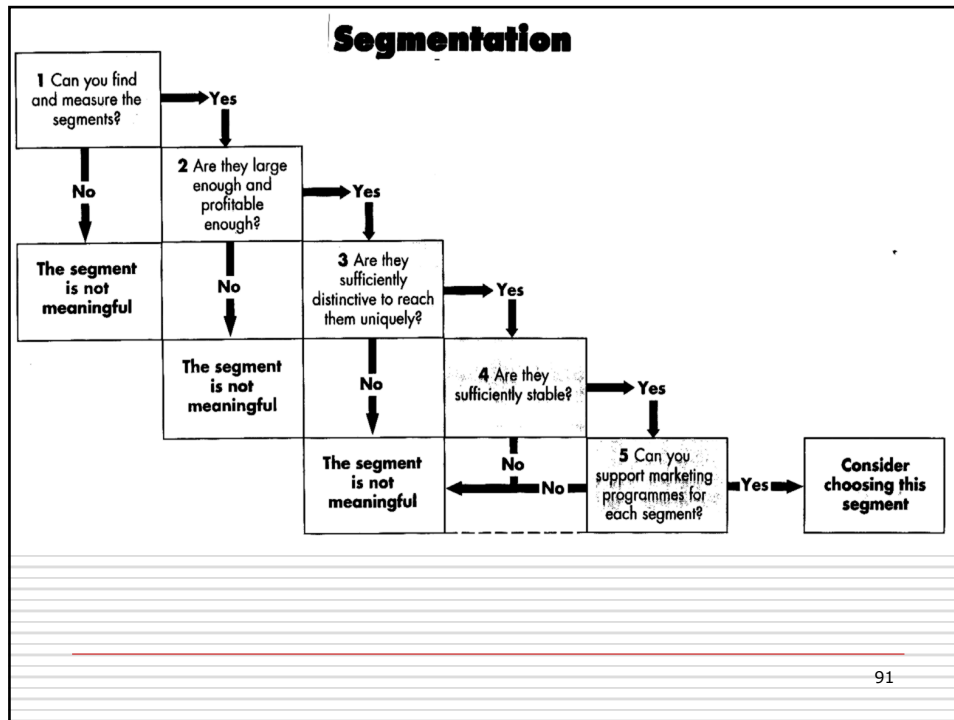 Segmentation
1 Can you find
and measure the
segments?
Yes
No
2 Are they large
enough and
profitable
enough?
Yes
The segment
is not
meaningful
No
3 Are they
sufficiently
distinctive to reach
them uniquely?
Yes
The segment
is not
meaningful
No
4 Are they
sufficiently stable?
Yes
The segment
is not
meaningful
No
No
5 Can you
support marketing
programmes for
each segment?
Yes
Consider
choosing this
segment
91